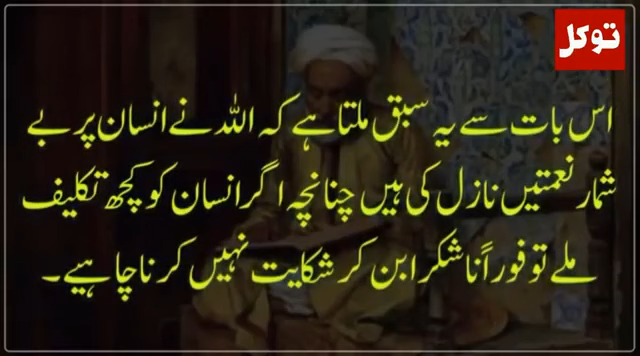 توکل
اس بات سے یہ سبق ملتا ہے کہ اللہ نے انسان پر بے
شمار نعمتیں نازل کی ہیں چنانچہ اگر انسان کو کچھ تکلیف
ملے تو فوراً ناشکرا بن کر شکایت نہیں کرنا چاہیے۔